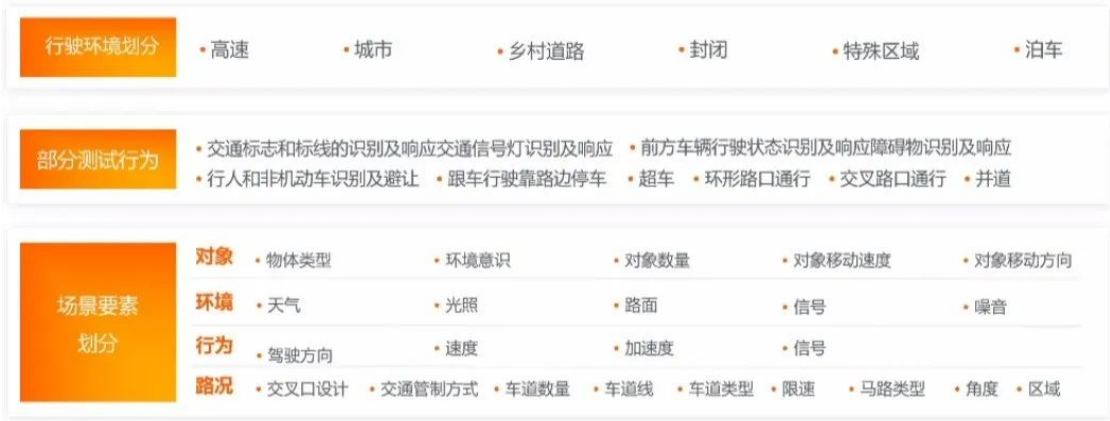 行驶环境划分 •高速 •城市 •乡村道路 •封闭 •特殊区域 •泊车
部分测试行为
•交通标志和标线的识别及响应交通信号灯识别及响应 •前方车辆行驶状态识别及响应障碍物识别及响应
•行人和非机动车识别及避让 •跟车行驶靠路边停车 •超车 •环形路口通行 •交叉路口通行 •并道
场景要素
划分
对象 •物体类型 •环境意识 •对象数量 •对象移动速度 •对象移动方向
环境 •天气 •光照 •路面 •信号 •噪音
行为 •驾驶方向 •速度 •加速度 •信号
路况 •交叉口设计 •交通管制方式 •车道数量 •车道线 •车道类型 •限速 •马路类型 •角度 •区域